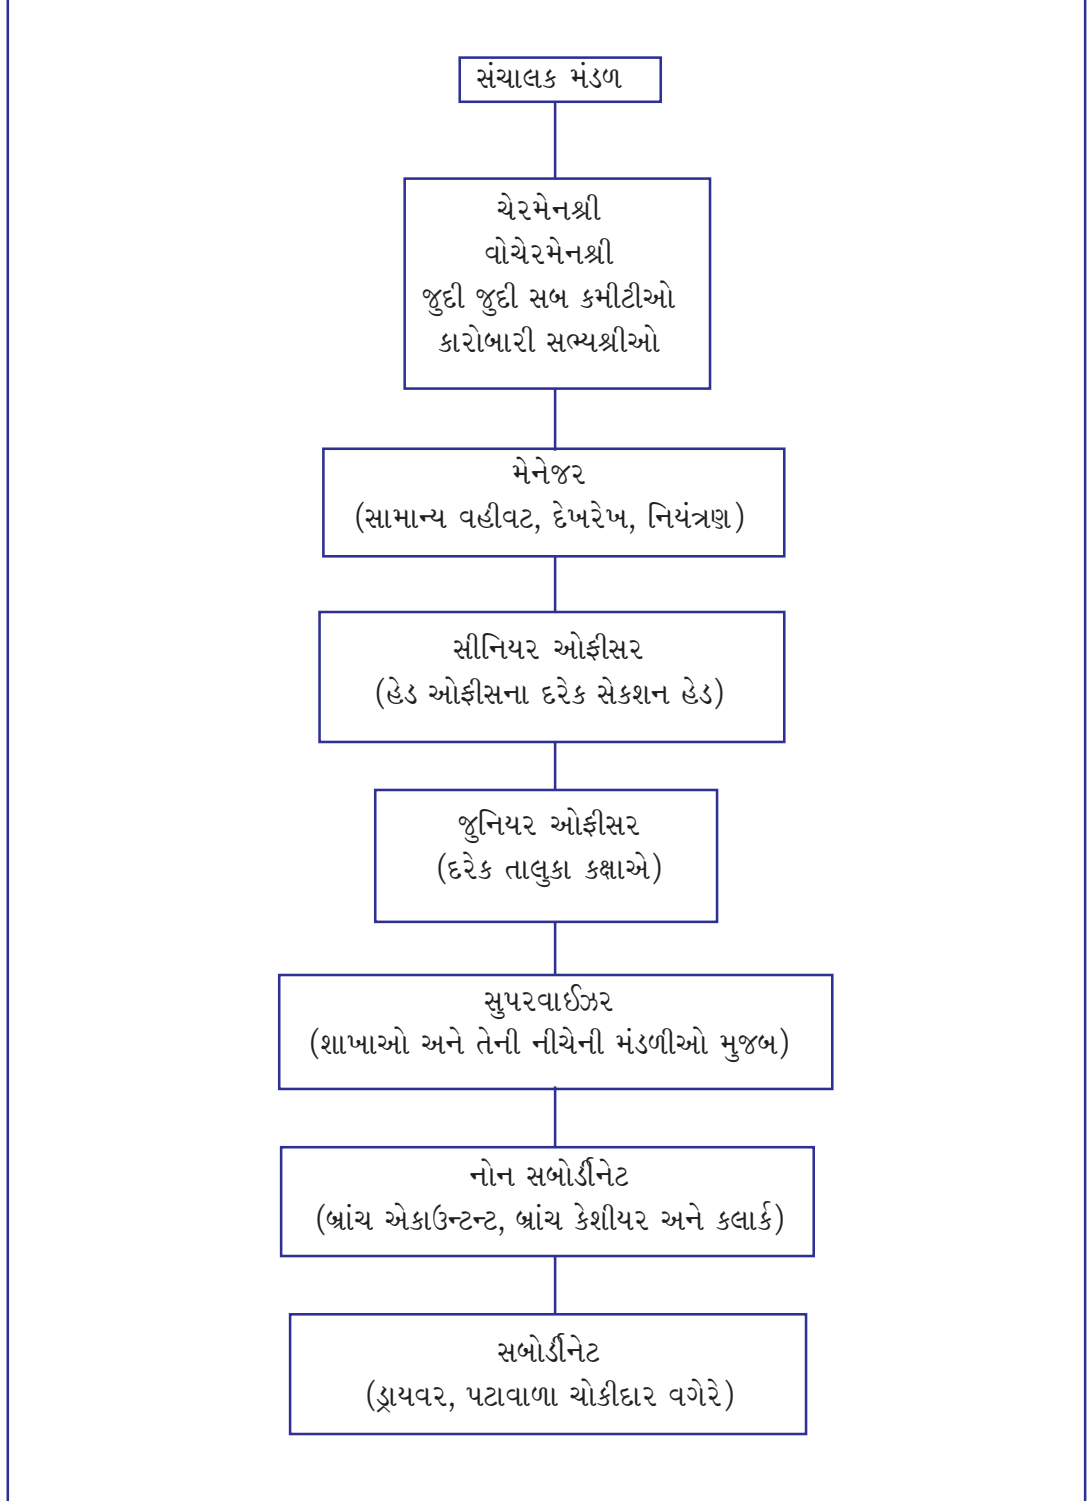 સંચાલક મંડળ
ચેરમેનશ્રી
વોચેરમેનશ્રી
જુદી જુદી સબ કમીટીઓ
કારોબારી સભ્યશ્રીઓ
મેનેજર
(સામાન્ય વહીવટ, દેખરેખ, નિયંત્રણ)
સીનિયર ઓફીસર
(હેડ ઓફીસના દરેક સેકશન હેડ)
જુનિયર ઓફીસર
(દરેક તાલુકા કક્ષાએ)
સુપરવાઈઝર
(શાખાઓ અને તેની નીચેની મંડળીઓ મુજબ)
નોન સબોર્ડીનેટ
(બ્રાંચ એકાઉન્ટન્ટ, બ્રાંચ કેશીયર અને કલાર્ક)
સબોર્ડીનેટ
(ડ્રાયવર, પટાવાળા ચોકીદાર વગેરે)